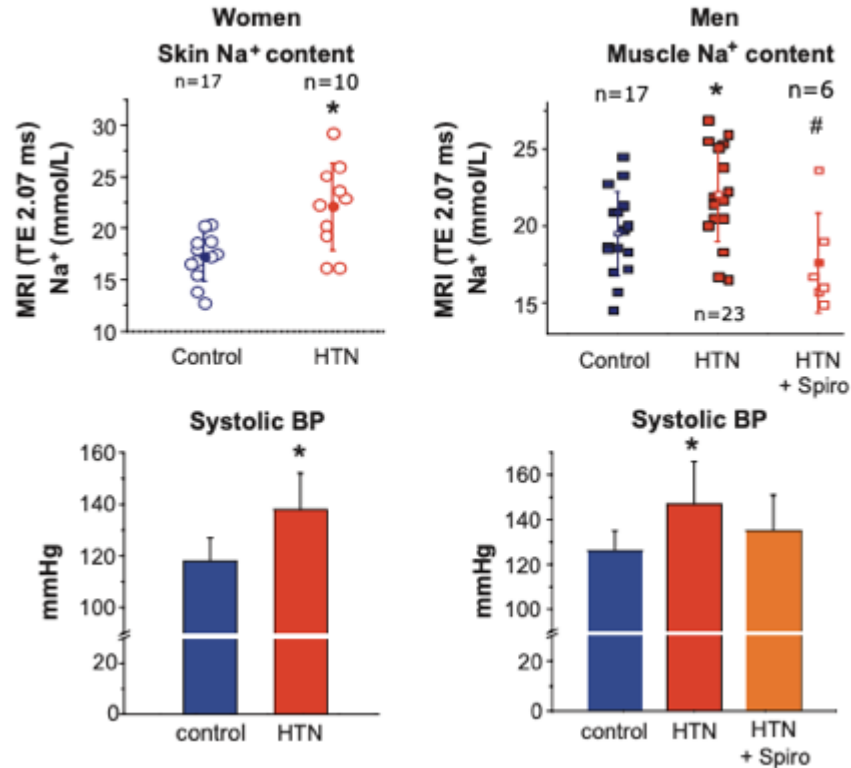 Women
Skin Na⁺ content
n=17
n=10
*
MRI (TE 2.07 ms)
Na⁺ (mmol/L)
30
25
20
15
10
Control
HTN
Men
Muscle Na⁺ content
n=17
*
n=6
#
MRI (TE 2.07 ms)
Na⁺ (mmol/L)
25
20
15
n=23
Control
HTN
HTN
+ Spiro
Systolic BP
*
mmHg
160
140
120
100
20
0
control
HTN
Systolic BP
*
mmHg
160
140
120
100
20
0
control
HTN
HTN
+ Spiro